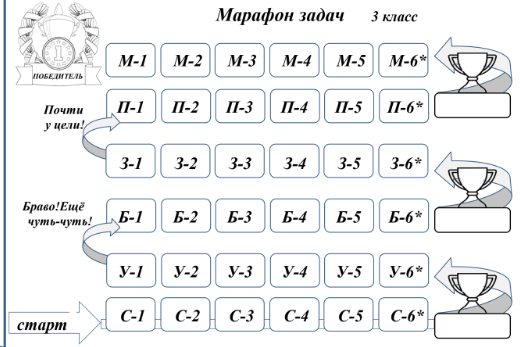 Марафон задач 3 класс
1
ПОБЕДИТЕЛЬ
М-1 М-2 М-3 М-4 М-5 М-6*
П-1 П-2 П-3 П-4 П-5 П-6*
Почти
у цели!
З-1 З-2 З-3 З-4 З-5 З-6*
Браво!Ещё
чуть-чуть!
Б-1 Б-2 Б-3 Б-4 Б-5 Б-6*
У-1 У-2 У-3 У-4 У-5 У-6*
С-1 С-2 С-3 С-4 С-5 С-6*
старт